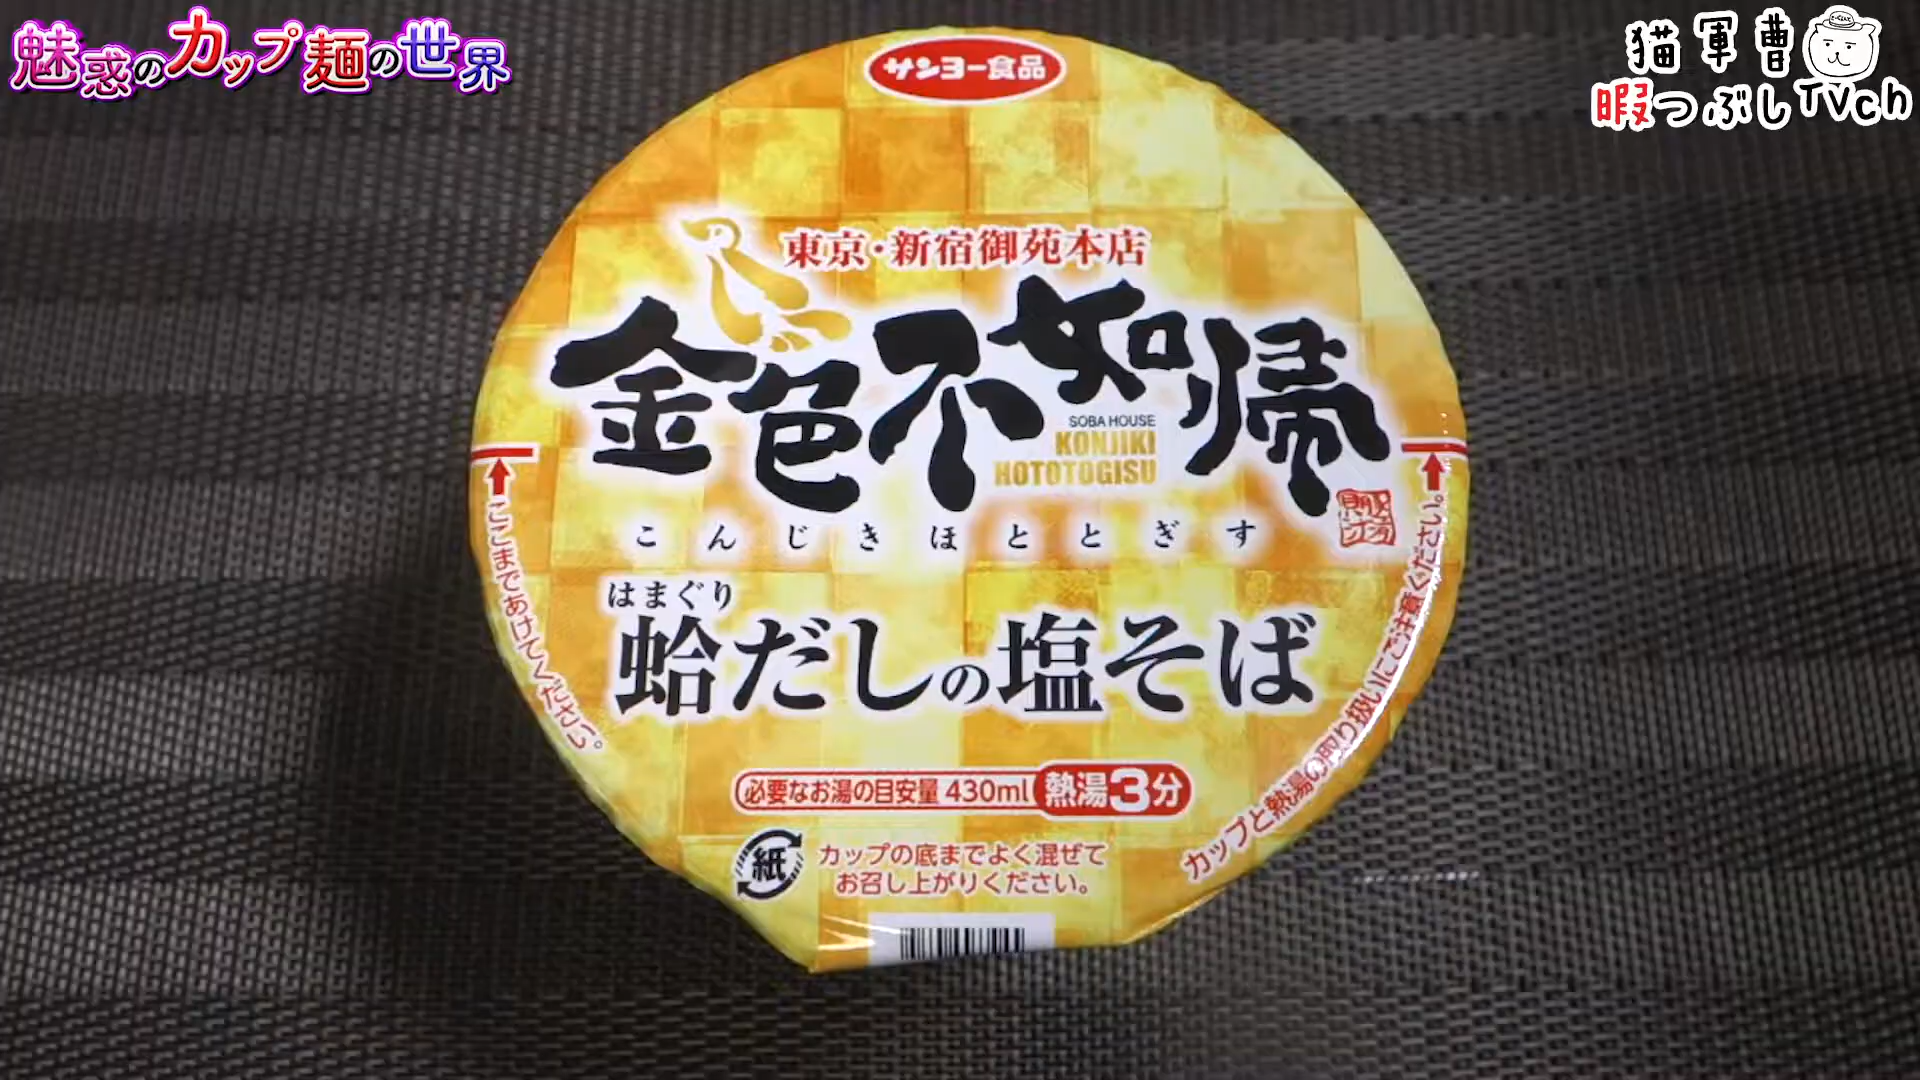 魅惑のカップ麺の世界
猫軍曹
暇つぶしTVch
サンヨー食品
東京・新宿御苑本店
金色不如帰
SOBA HOUSE
KONJIKI
HOTOTOGISU
こんじきほととぎす
はまぐり
蛤だしの塩そば
ここまであけてください。
カップと熱湯の取り扱いにご注意ください。
必要なお湯の目安量 430ml 熱湯3分
紙
カップの底までよく混ぜて
お召し上がりください。